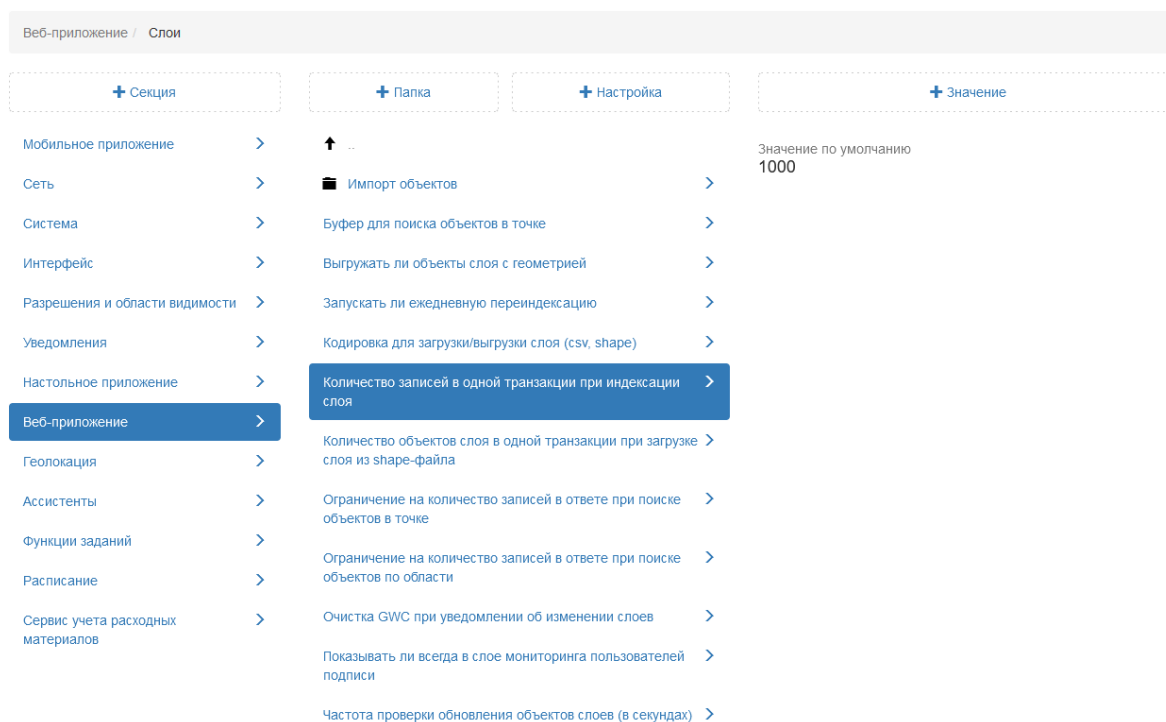 Веб-приложение / Слои
+ Секция
+ Папка
+ Настройка
+ Значение
Мобильное приложение
Сеть
Система
Интерфейс
Разрешения и области видимости
Уведомления
Настольное приложение
Веб-приложение
Геолокация
Ассистенты
Функции заданий
Расписание
Сервис учета расходных
материалов
..
Импорт объектов
Буфер для поиска объектов в точке
Выгружать ли объекты слоя с геометрией
Запускать ли ежедневную переиндексацию
Кодировка для загрузки/выгрузки слоя (csv, shape)
Количество записей в одной транзакции при индексации
слоя
Количество объектов слоя в одной транзакции при загрузке
слоя из shape-файла
Ограничение на количество записей в ответе при поиске
объектов в точке
Ограничение на количество записей в ответе при поиске
объектов по области
Очистка GWC при уведомлении об изменении слоев
Показывать ли всегда в слое мониторинга пользователей
подписи
Частота проверки обновления объектов слоев (в секундах)
Значение по умолчанию
1000